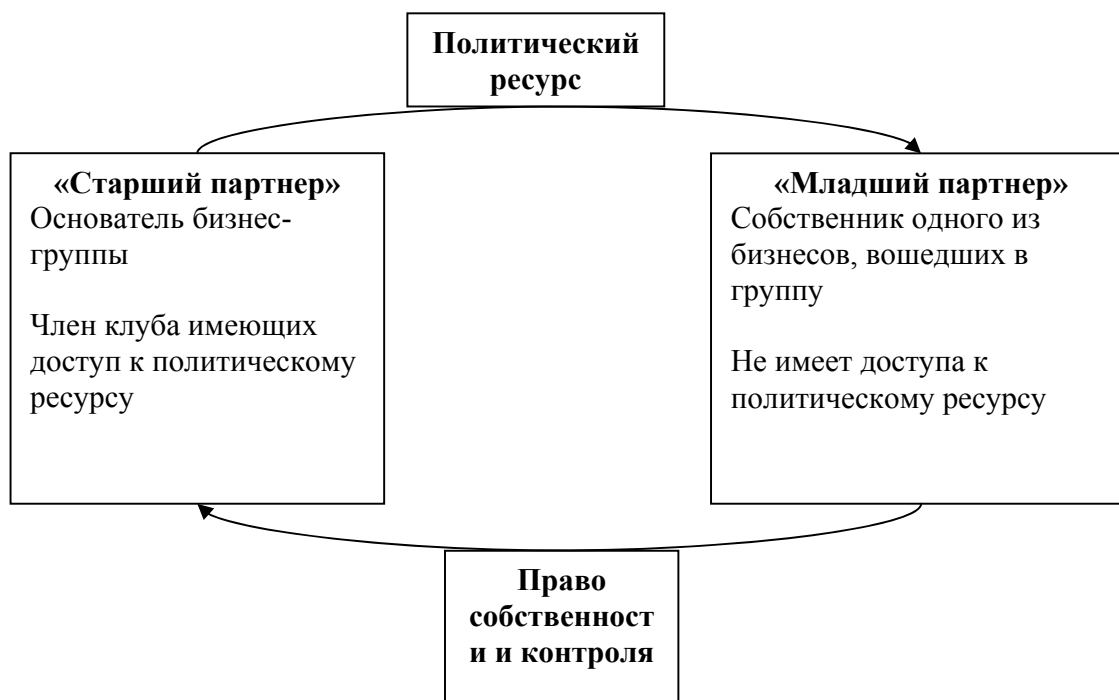 Политический
ресурс
«Старший партнер»
Основатель бизнес-
группы
Член клуба имеющих
доступ к политическому
ресурсу
«Младший партнер»
Собственник одного из
бизнесов, вошедших в
группу
Не имеет доступа к
политическому ресурсу
Право
собственност
и и контроля